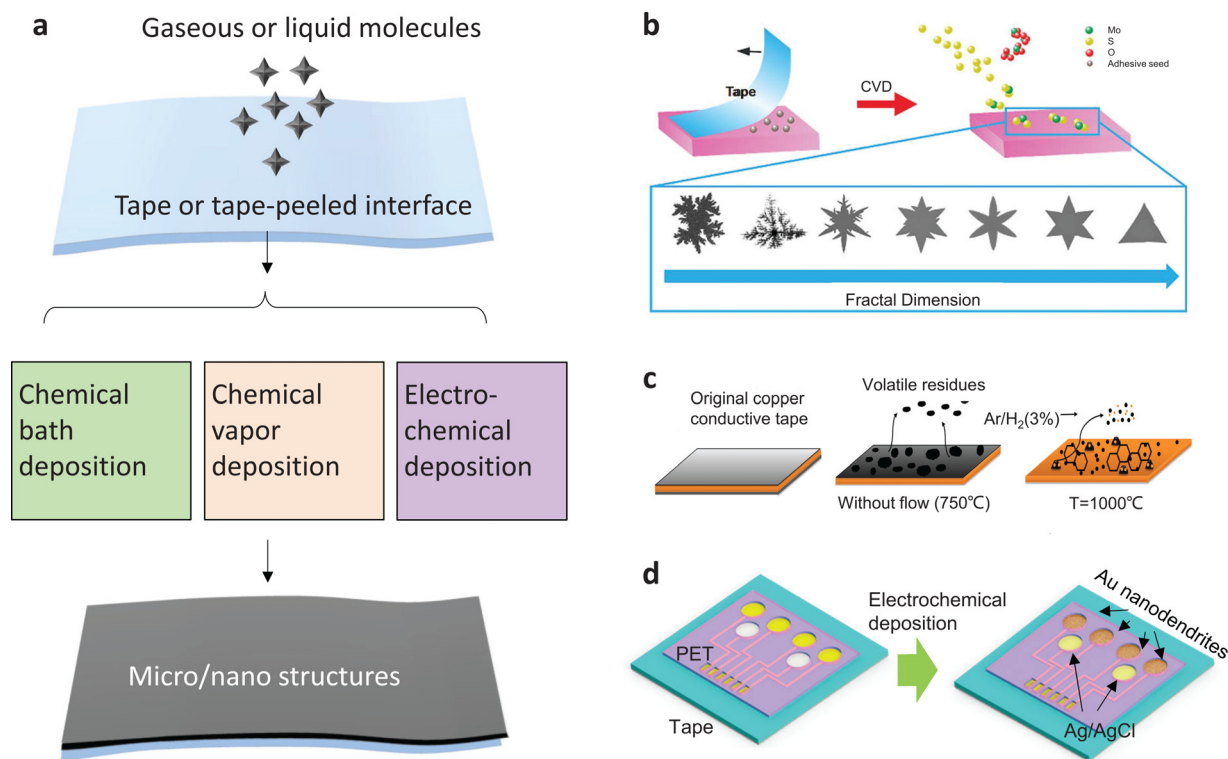 a
Gaseous or liquid molecules
Tape or tape-peeled interface
Chemical
bath
deposition
Chemical
vapor
deposition
Electro-
chemical
deposition
Micro/nano structures
b
Tape
CVD
Mo
S
O
Adhesive seed
Fractal Dimension
c
Original copper
conductive tape
Volatile residues
Without flow (750℃)
Ar/H₂(3%)
T=1000℃
d
PET
Tape
Electrochemical
deposition
Au nanodendrites
Ag/AgCl